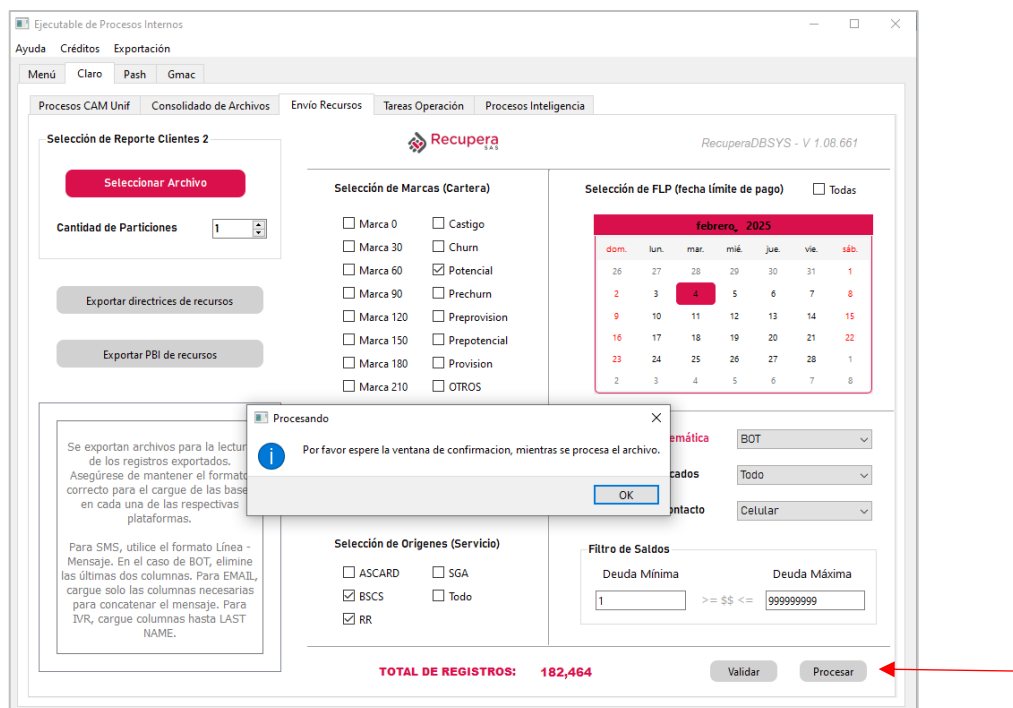 Ejecutable de Procesos Internos
Ayuda Créditos Exportación
Menú Claro Pash Gmac
Procesos CAM Unif Consolidado de Archivos Envío Recursos Tareas Operación Procesos Inteligencia
Selección de Reporte Clientes 2
Seleccionar Archivo
Cantidad de Particiones 1
Exportar directrices de recursos
Exportar PBI de recursos
Se exportan archivos para la lectur
de los registros exportados.
Asegúrese de mantener el formato
correcto para el cargue de las base
en cada una de las respectivas
plataformas.
Para SMS, utilice el formato Línea -
Mensaje. En el caso de BOT, elimine
las últimas dos columnas. Para EMAIL,
cargue solo las columnas necesarias
para concatenar el mensaje. Para
IVR, cargue columnas hasta LAST
NAME.
Recupera
SAS
RecuperaDBSYS - V 1.08.661
Selección de Marcas (Cartera)
Marca 0 Castigo
Marca 30 Churn
Marca 60 Potencial
Marca 90 Prechurn
Marca 120 Preprovision
Marca 150 Prepotencial
Marca 180 Provision
Marca 210 OTROS
Selección de FLP (fecha límite de pago) Todas
febrero, 2025
dom. lun. mar. mié. jue. vie. sáb.
26 27 28 29 30 31 1
2 3 4 5 6 7 8
9 10 11 12 13 14 15
16 17 18 19 20 21 22
23 24 25 26 27 28 1
2 3 4 5 6 7 8
Procesando
Por favor espere la ventana de confirmacion, mientras se procesa el archivo.
OK
emática BOT
cados Todo
ontacto Celular
Selección de Origenes (Servicio)
ASCARD SGA
BSCS Todo
RR
Filtro de Saldos
Deuda Mínima Deuda Máxima
1 >= $$ <= 999999999
TOTAL DE REGISTROS: 182,464
Validar Procesar